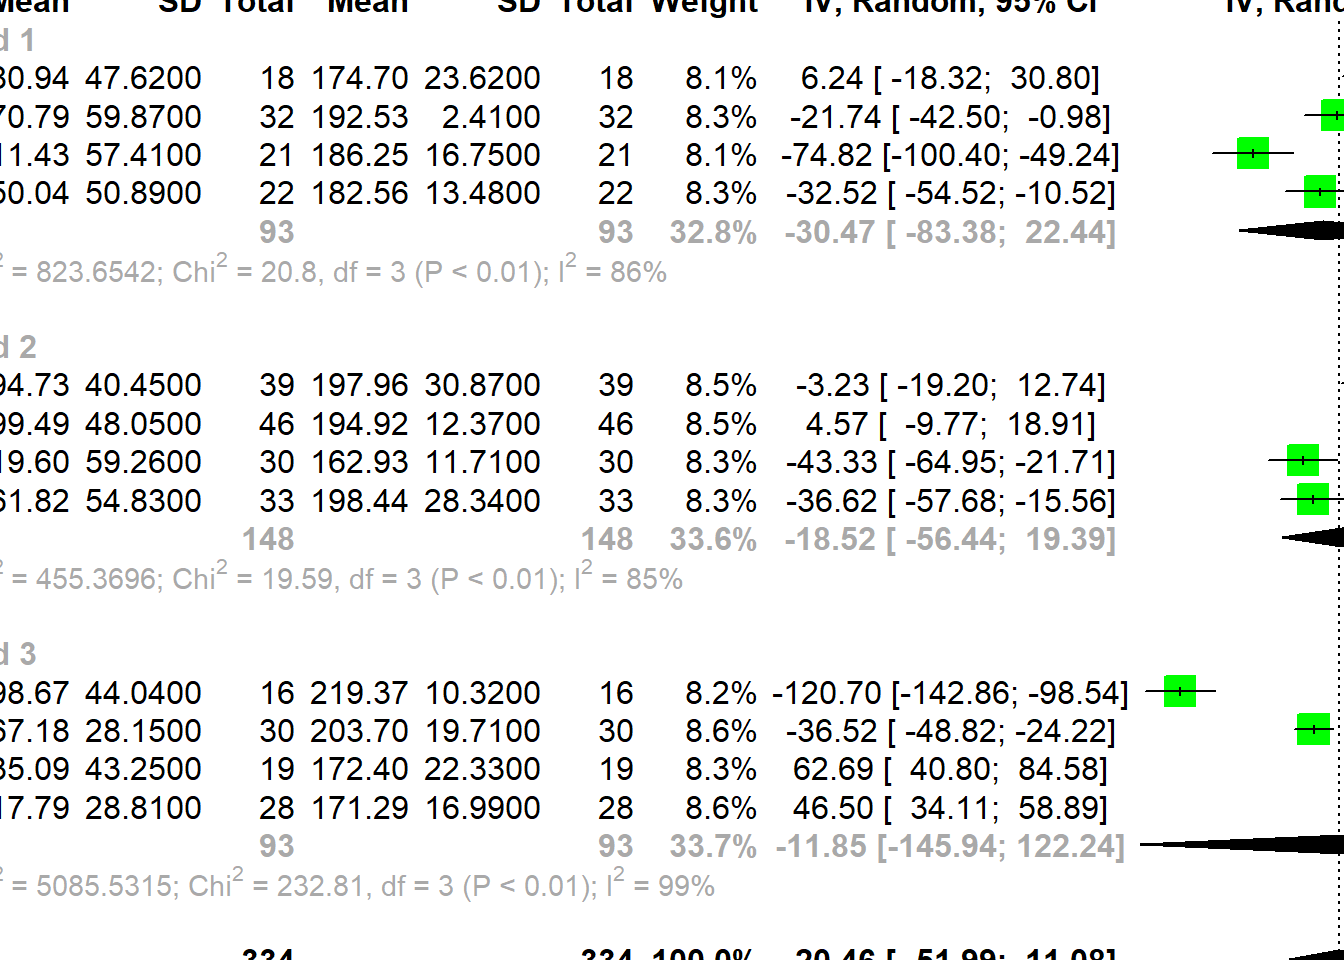 Mean SD Total Mean SD Total Weight IV, Random, 95% CI IV, Rand
d 1
30.94 47.6200 18 174.70 23.6200 18 8.1% 6.24 [ -18.32; 30.80]
70.79 59.8700 32 192.53 2.4100 32 8.3% -21.74 [ -42.50; -0.98]
11.43 57.4100 21 186.25 16.7500 21 8.1% -74.82 [-100.40; -49.24]
50.04 50.8900 22 182.56 13.4800 22 8.3% -32.52 [ -54.52; -10.52]
93 93 32.8% -30.47 [ -83.38; 22.44]
² = 823.6542; Chi² = 20.8, df = 3 (P < 0.01); I² = 86%
d 2
94.73 40.4500 39 197.96 30.8700 39 8.5% -3.23 [ -19.20; 12.74]
99.49 48.0500 46 194.92 12.3700 46 8.5% 4.57 [ -9.77; 18.91]
19.60 59.2600 30 162.93 11.7100 30 8.3% -43.33 [ -64.95; -21.71]
61.82 54.8300 33 198.44 28.3400 33 8.3% -36.62 [ -57.68; -15.56]
148 148 33.6% -18.52 [ -56.44; 19.39]
² = 455.3696; Chi² = 19.59, df = 3 (P < 0.01); I² = 85%
d 3
98.67 44.0400 16 219.37 10.3200 16 8.2% -120.70 [-142.86; -98.54]
67.18 28.1500 30 203.70 19.7100 30 8.6% -36.52 [ -48.82; -24.22]
35.09 43.2500 19 172.40 22.3300 19 8.3% 62.69 [ 40.80; 84.58]
17.79 28.8100 28 171.29 16.9900 28 8.6% 46.50 [ 34.11; 58.89]
93 93 33.7% -11.85 [-145.94; 122.24]
² = 5085.5315; Chi² = 232.81, df = 3 (P < 0.01); I² = 99%
334 334 100.0% -20.46 [ -51.99; 11.08]